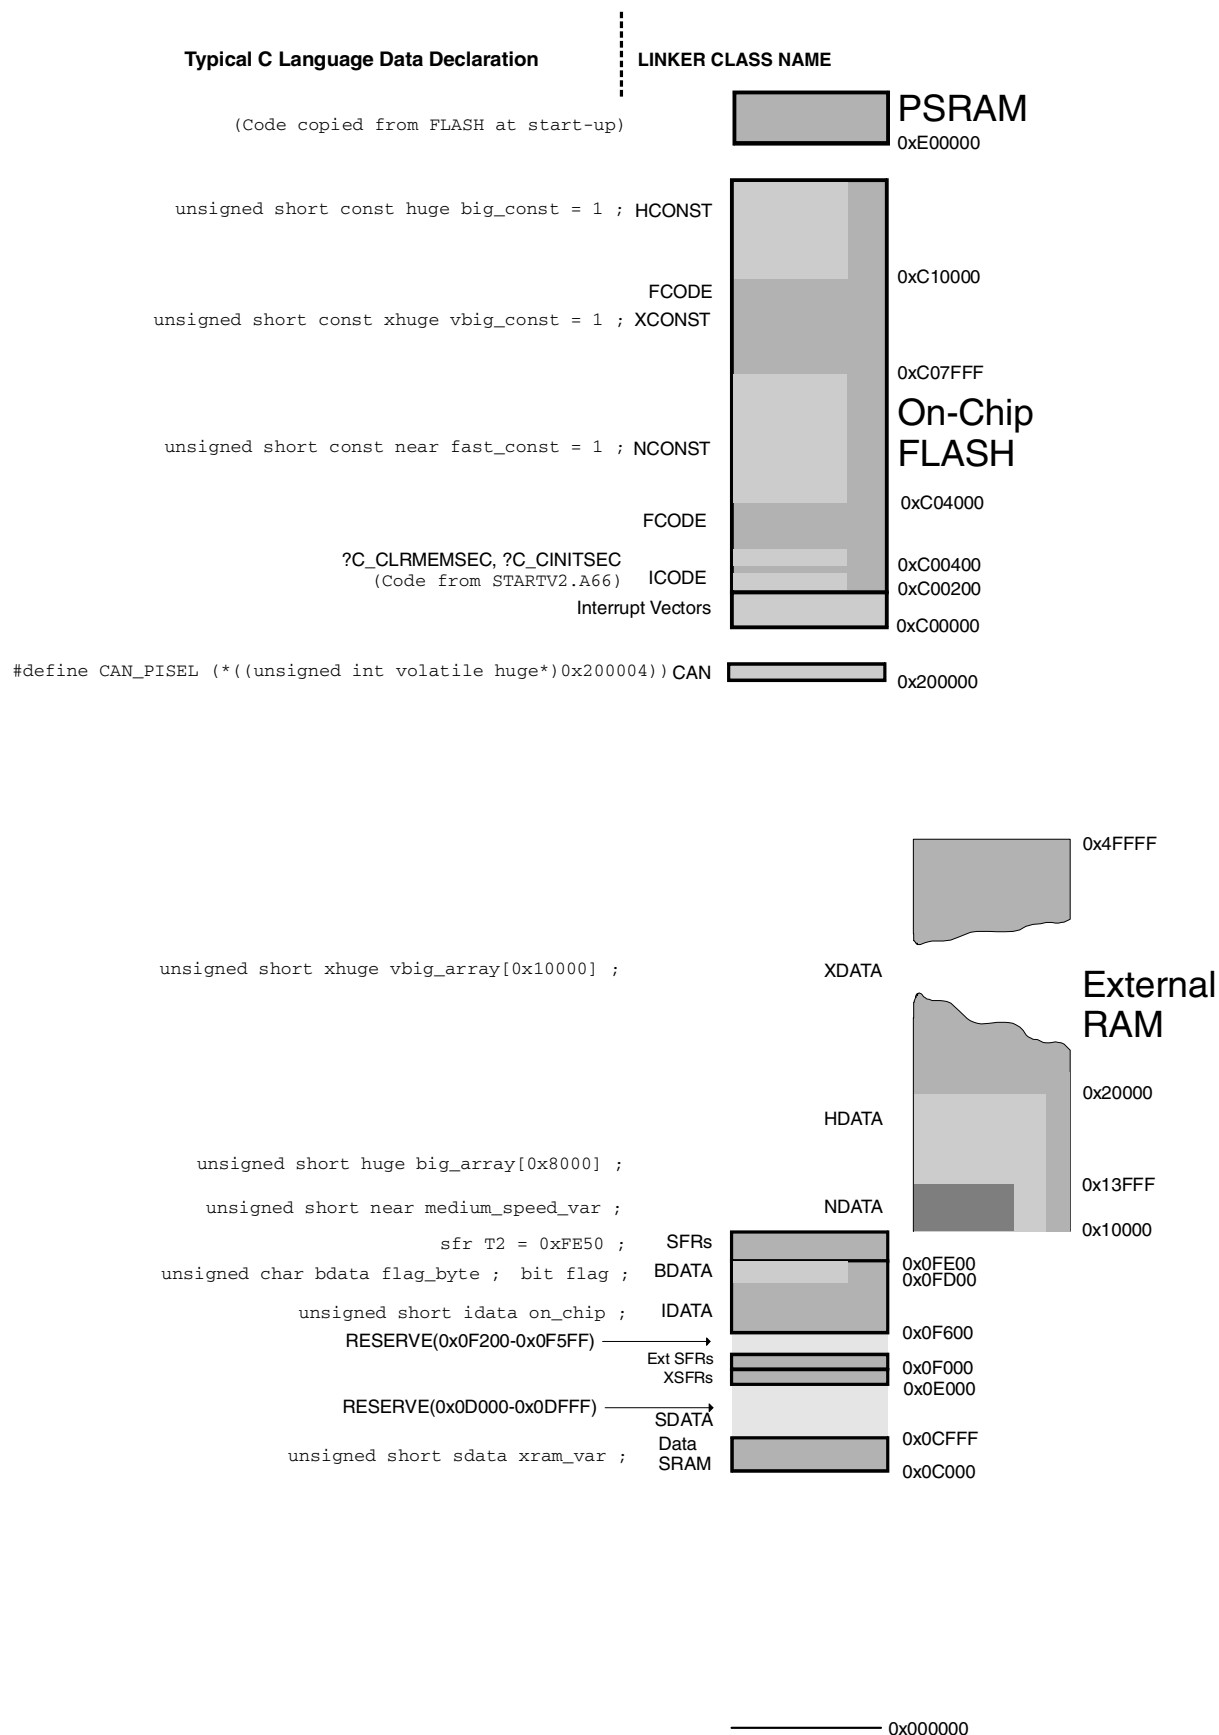 Typical C Language Data Declaration LINKER CLASS NAME
PSRAM
(Code copied from FLASH at start-up)
0xE00000
unsigned short const huge big_const = 1 ; HCONST
0xC10000
FCODE
unsigned short const xhuge vbig_const = 1 ; XCONST
0xC07FFF
On-Chip
FLASH
unsigned short const near fast_const = 1 ; NCONST
0xC04000
FCODE
?C_CLRMEMSEC, ?C_CINITSEC
0xC00400
(Code from STARTV2.A66) ICODE
0xC00200
Interrupt Vectors
0xC00000
#define CAN_PISEL (*((unsigned int volatile huge*)0x200004)) CAN
0x200000
0x4FFFF
unsigned short xhuge vbig_array[0x10000] ; XDATA
External
RAM
0x20000
HDATA
unsigned short huge big_array[0x8000] ;
0x13FFF
unsigned short near medium_speed_var ; NDATA
0x10000
sfr T2 = 0xFE50 ; SFRs
0x0FE00
unsigned char bdata flag_byte ; bit flag ; BDATA
0x0FD00
unsigned short idata on_chip ; IDATA
0x0F600
RESERVE(0x0F200-0x0F5FF)
Ext SFRs
0x0F000
XSFRs
0x0E000
RESERVE(0x0D000-0x0DFFF)
SDATA
0x0CFFF
Data
SRAM
unsigned short sdata xram_var ;
0x0C000
0x000000